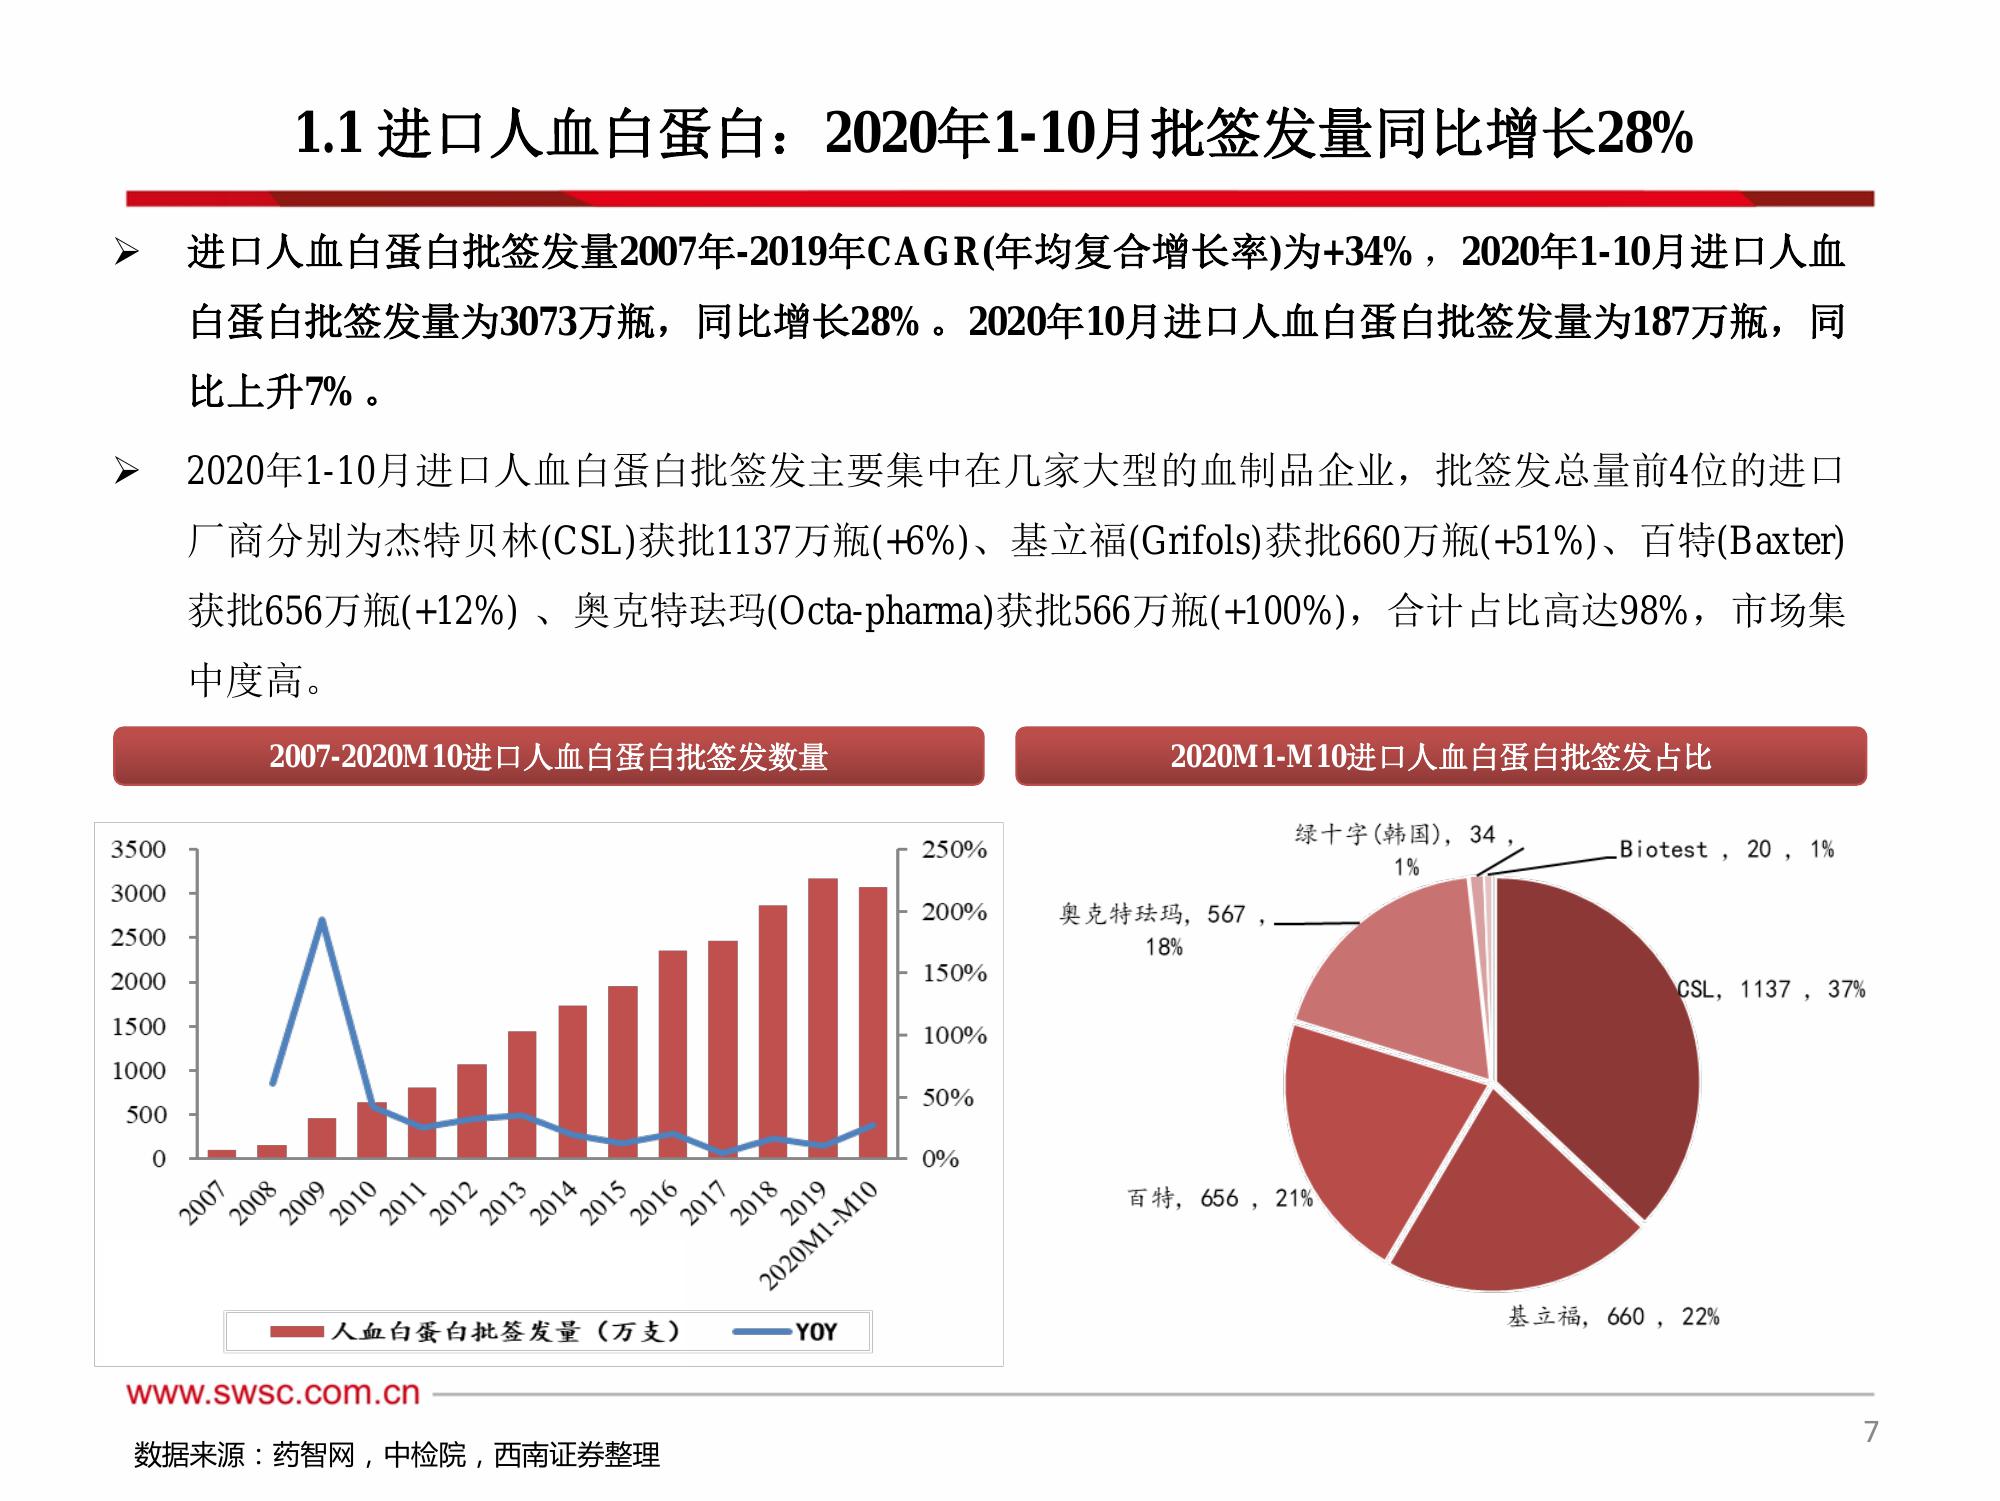 1.1 进口人血白蛋白：2020年1-10月批签发量同比增长28%
➢ 进口人血白蛋白批签发量2007年-2019年CAGR(年均复合增长率)为+34%，2020年1-10月进口人血
白蛋白批签发量为3073万瓶，同比增长28%。2020年10月进口人血白蛋白批签发量为187万瓶，同
比上升7%。
➢ 2020年1-10月进口人血白蛋白批签发主要集中在几家大型的血制品企业，批签发总量前4位的进口
厂商分别为杰特贝林(CSL)获批1137万瓶(+6%)、基立福(Grifols)获批660万瓶(+51%)、百特(Baxter)
获批656万瓶(+12%) 、奥克特珐玛(Octa-pharma)获批566万瓶(+100%)，合计占比高达98%，市场集
中度高。
2007-2020M10进口人血白蛋白批签发数量
2020M1-M10进口人血白蛋白批签发占比
3500
3000
2500
2000
1500
1000
500
0
250%
200%
150%
100%
50%
0%
2007
2008
2009
2010
2011
2012
2013
2014
2015
2016
2017
2018
2019
2020M1-M10
人血白蛋白批签发量（万支）
YOY
绿十字(韩国), 34 ,
1%
Biotest , 20 , 1%
奥克特珐玛, 567 ,
18%
CSL, 1137 , 37%
百特, 656 , 21%
基立福, 660 , 22%
www.swsc.com.cn
7
数据来源：药智网，中检院，西南证券整理